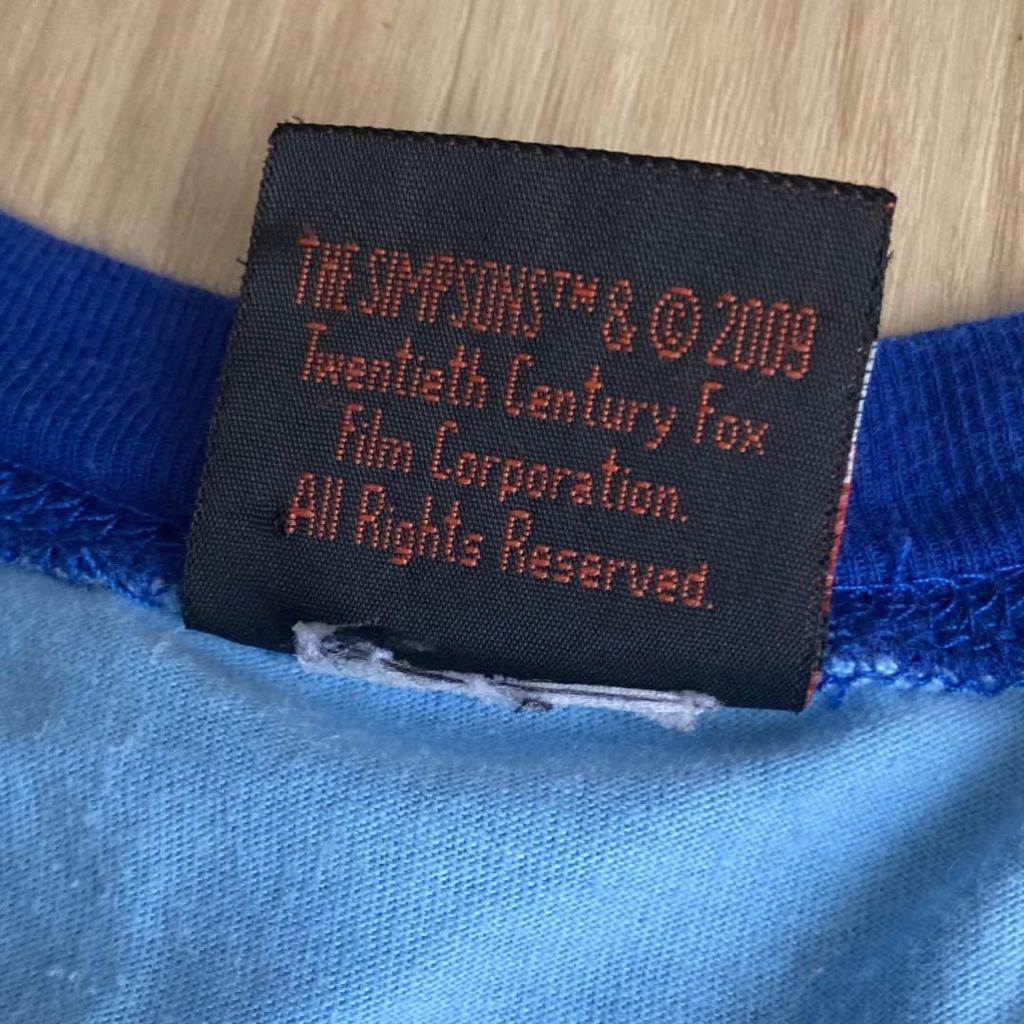 THE SIMPSONS™ & © 2009
Twentieth Century Fox
Film Corporation.
All Rights Reserved.